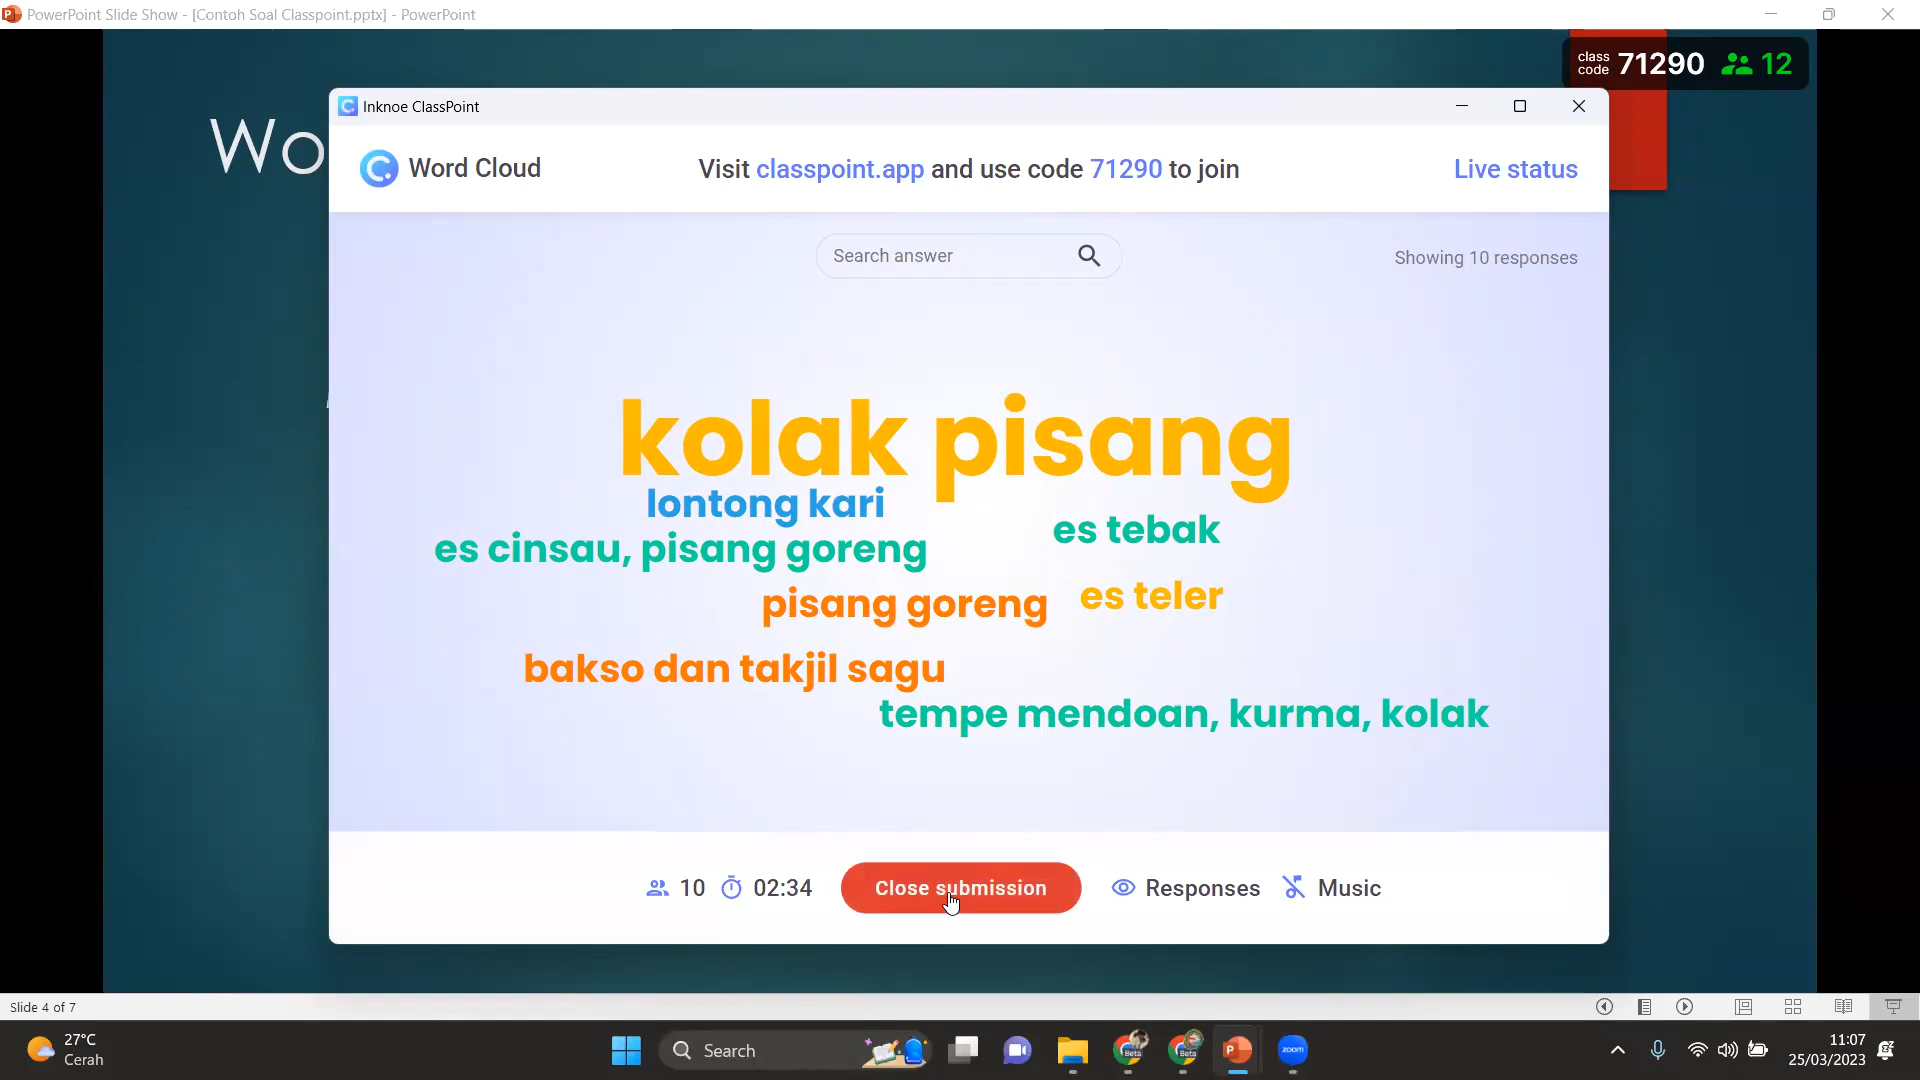 PowerPoint Slide Show - [Contoh Soal Classpoint.pptx] - PowerPoint
class code 71290 12
Inknoe ClassPoint
Wo
Word Cloud
Visit classpoint.app and use code 71290 to join
Live status
Search answer
Showing 10 responses
kolak pisang
lontong kari
es tebak
es cinsau, pisang goreng
es teler
pisang goreng
bakso dan takjil sagu
tempe mendoan, kurma, kolak
10 02:34 Close submission Responses Music
Slide 4 of 7
27°C
Cerah
Search
Beta
Beta
zoom
11:07
25/03/2023